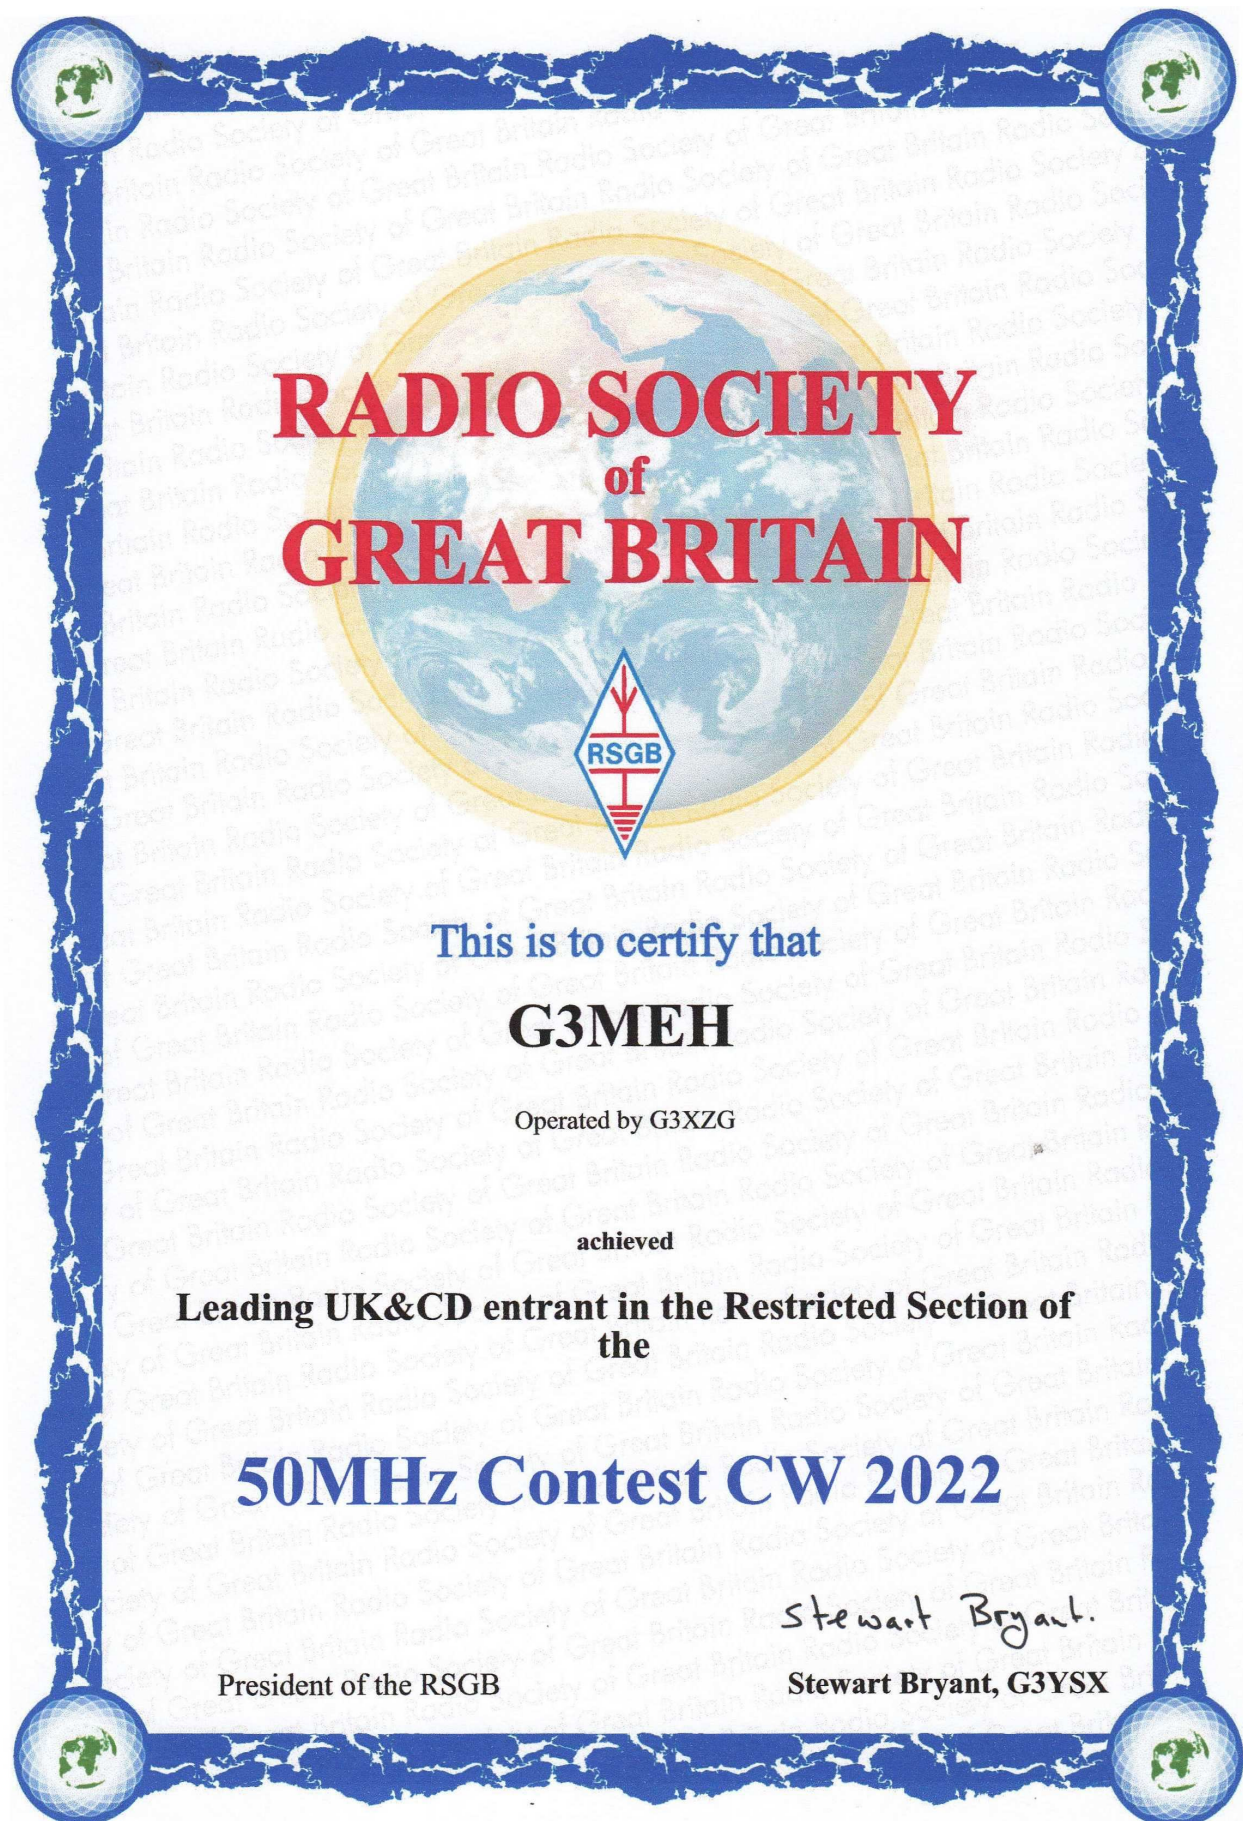 RADIO SOCIETY
of
GREAT BRITAIN
RSGB
This is to certify that
G3MEH
Operated by G3XZG
achieved
Leading UK&CD entrant in the Restricted Section of
the
50MHz Contest CW 2022
Stewart Bryant.
President of the RSGB
Stewart Bryant, G3YSX